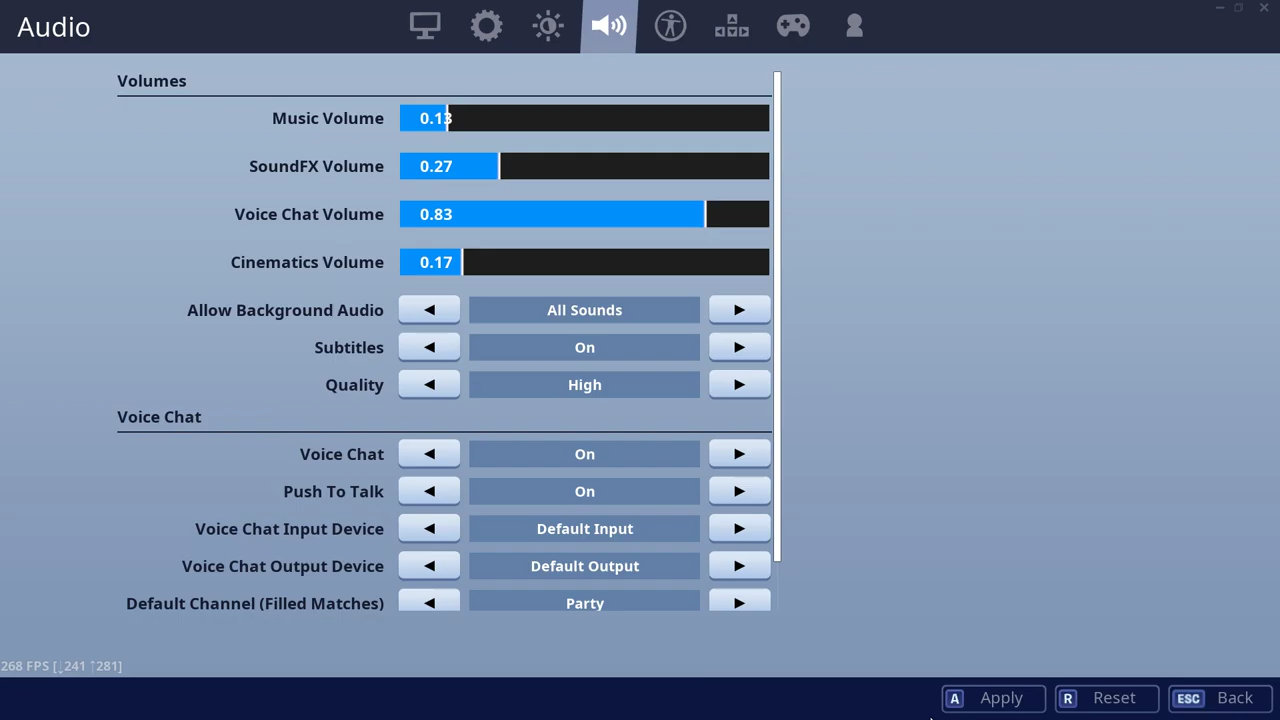 Audio
Volumes
Music Volume 0.13
SoundFX Volume 0.27
Voice Chat Volume 0.83
Cinematics Volume 0.17
Allow Background Audio ◀ All Sounds ▶
Subtitles ◀ On ▶
Quality ◀ High ▶
Voice Chat
Voice Chat ◀ On ▶
Push To Talk ◀ On ▶
Voice Chat Input Device ◀ Default Input ▶
Voice Chat Output Device ◀ Default Output ▶
Default Channel (Filled Matches) ◀ Party ▶
268 FPS [↓241 ↑281]
A Apply R Reset ESC Back